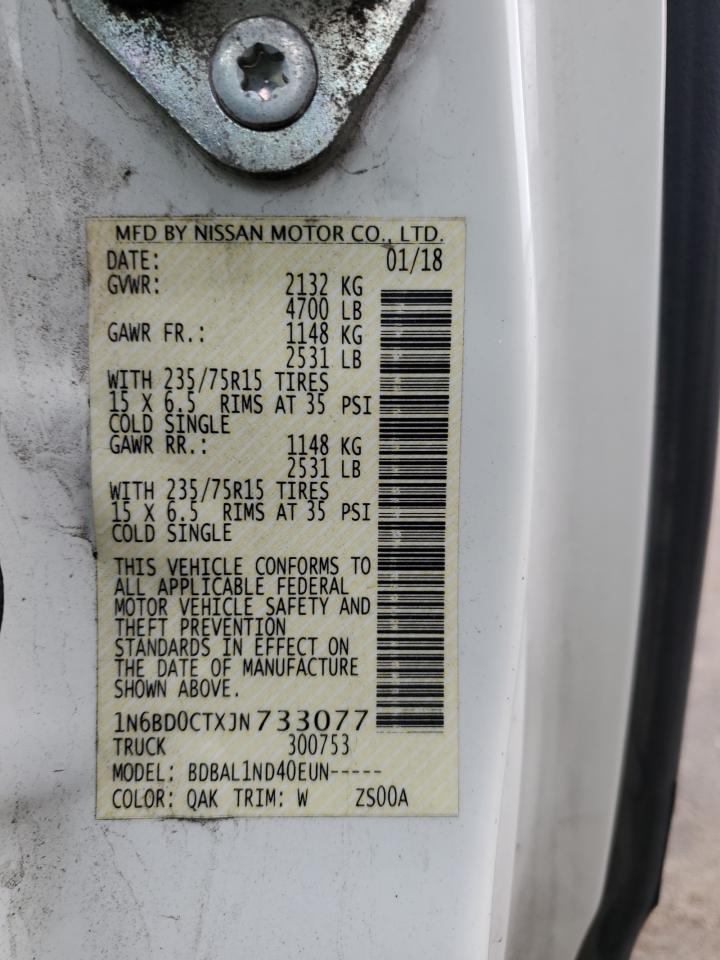 MFD BY NISSAN MOTOR CO., LTD.
DATE: 01/18
GVWR: 2132 KG
4700 LB
GAWR FR.: 1148 KG
2531 LB
WITH 235/75R15 TIRES
15 X 6.5 RIMS AT 35 PSI
COLD SINGLE
GAWR RR.: 1148 KG
2531 LB
WITH 235/75R15 TIRES
15 X 6.5 RIMS AT 35 PSI
COLD SINGLE
THIS VEHICLE CONFORMS TO
ALL APPLICABLE FEDERAL
MOTOR VEHICLE SAFETY AND
THEFT PREVENTION
STANDARDS IN EFFECT ON
THE DATE OF MANUFACTURE
SHOWN ABOVE.
1N6BD0CTXJN733077
TRUCK 300753
MODEL: BDBAL1ND40EUN-----
COLOR: QAK TRIM: W ZS00A